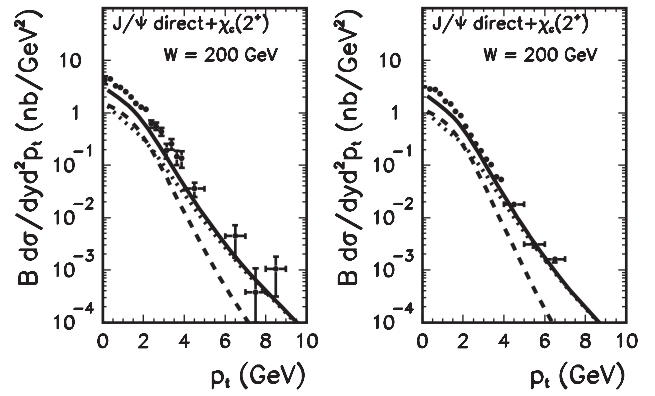 J/ψ direct+χc(2⁺)
W = 200 GeV
B dσ/dyd²pt (nb/GeV²)
10
1
10⁻¹
10⁻²
10⁻³
10⁻⁴
0 2 4 6 8 10
pt (GeV)
J/ψ direct+χc(2⁺)
W = 200 GeV
B dσ/dyd²pt (nb/GeV²)
10
1
10⁻¹
10⁻²
10⁻³
10⁻⁴
0 2 4 6 8 10
pt (GeV)